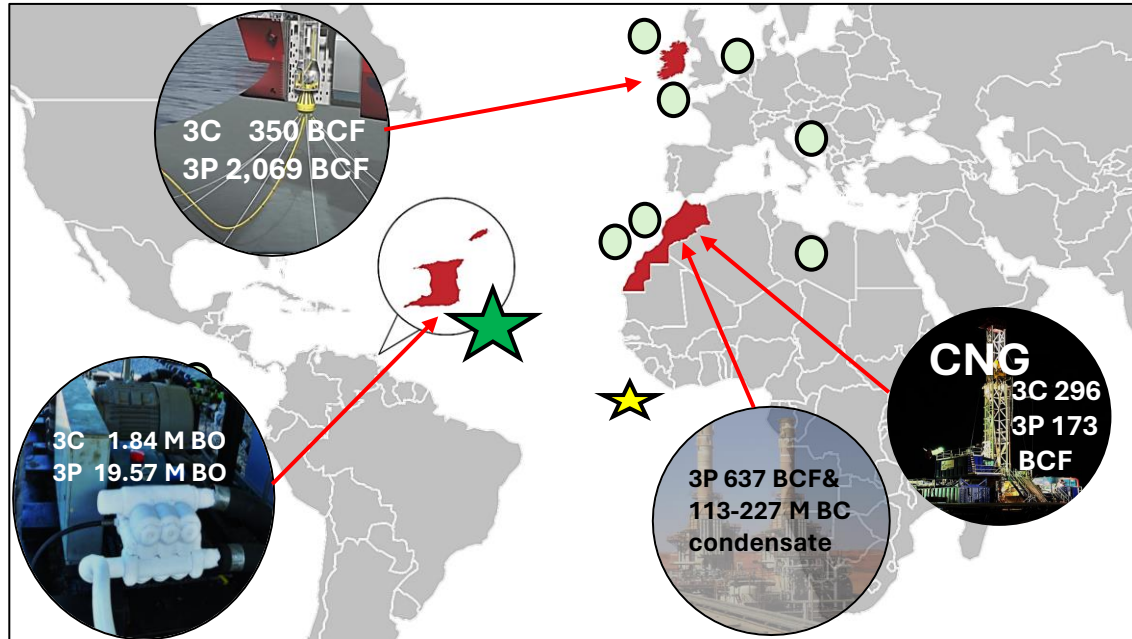 3C 350 BCF
3P 2,069 BCF
3C 1.84 M BO
3P 19.57 M BO
3P 637 BCF&
113-227 M BC
condensate
CNG
3C 296
3P 173
BCF